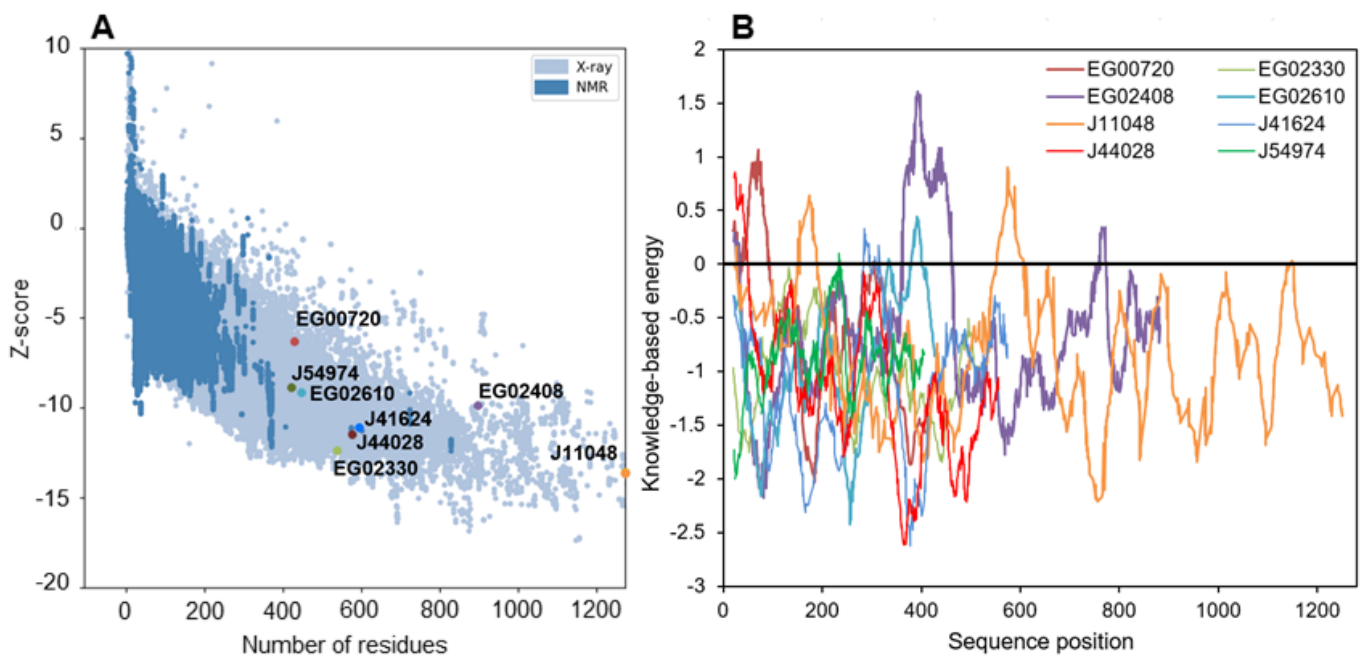 A
10
5
0
-5
-10
-15
-20
Z-score
X-ray
NMR
EG00720
J54974
EG02610
EG02408
J41624
J44028
J11048
EG02330
0
200
400
600
800
1000
1200
Number of residues
B
2
1.5
1
0.5
0
-0.5
-1
-1.5
-2
-2.5
-3
Knowledge-based energy
EG00720
EG02330
EG02408
EG02610
J11048
J41624
J44028
J54974
0
200
400
600
800
1000
1200
Sequence position